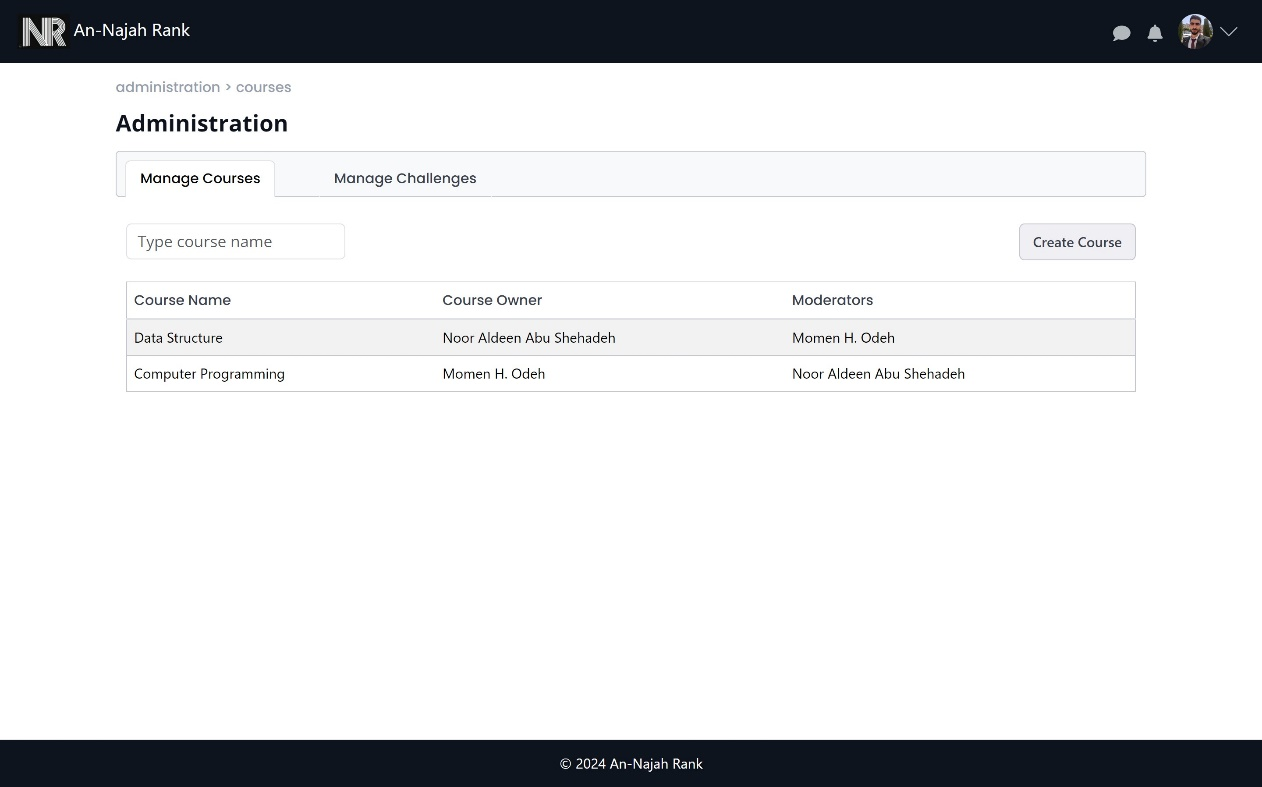 NR An-Najah Rank
administration > courses
Administration
Manage Courses Manage Challenges
Type course name Create Course
Course Name Course Owner Moderators
Data Structure Noor Aldeen Abu Shehadeh Momen H. Odeh
Computer Programming Momen H. Odeh Noor Aldeen Abu Shehadeh
© 2024 An-Najah Rank